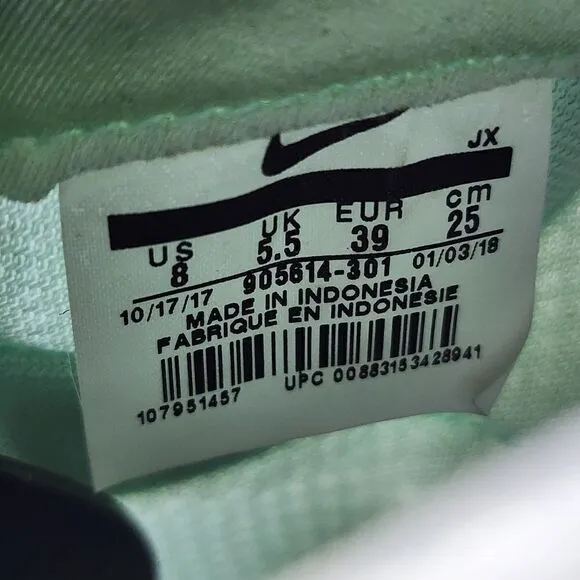 JX
US UK EUR cm
8 5.5 39 25
10/17/17 905614-301 01/03/18
MADE IN INDONESIA
FABRIQUE EN INDONESIE
107951457 UPC 00883153428941